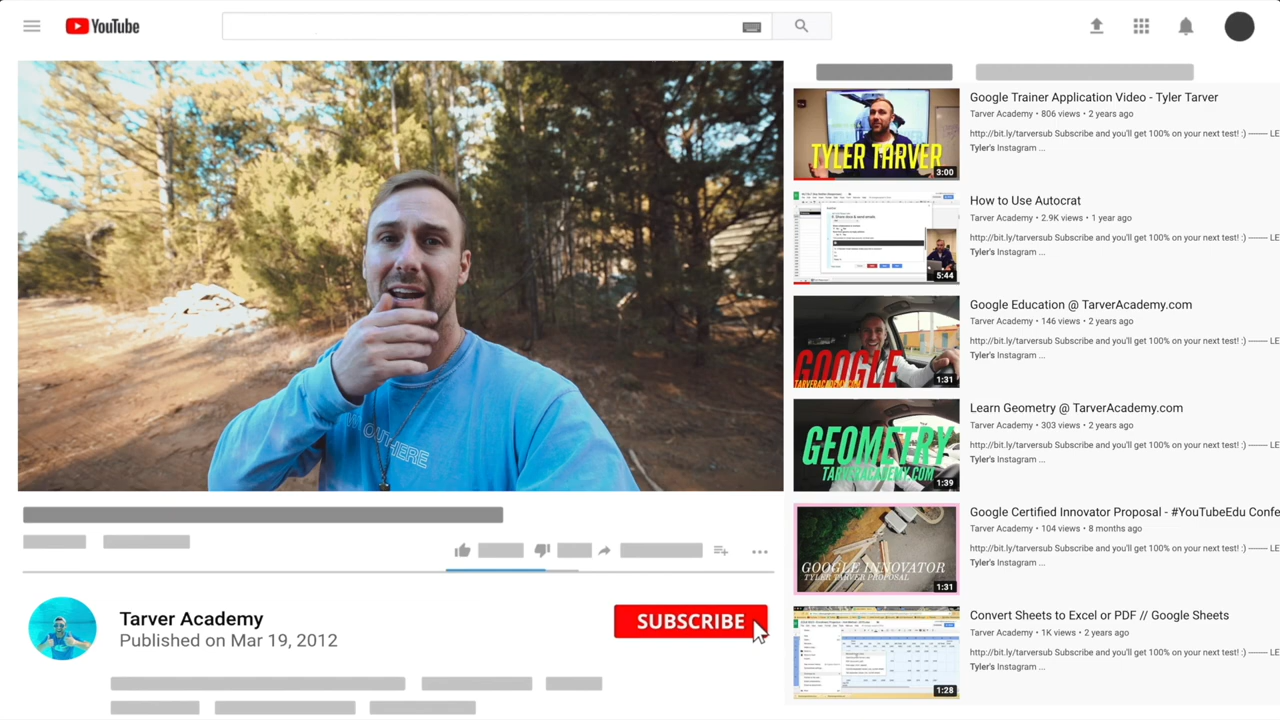 YouTube
OUTHERE
Tarver Academy
Published on Mar 19, 2012
SUBSCRIBE
TYLER TARVER
3:00
Google Trainer Application Video - Tyler Tarver
Tarver Academy • 806 views • 2 years ago
http://bit.ly/tarversub Subscribe and you'll get 100% on your next test! :) ——— LE
Tyler's Instagram ...
5:44
How to Use Autocrat
Tarver Academy • 2.9K views • 1 year ago
http://bit.ly/tarversub Subscribe and you'll get 100% on your next test! :) ——— LE
Tyler's Instagram ...
GOOGLE
TARVERACADEMY.COM
1:31
Google Education @ TarverAcademy.com
Tarver Academy • 146 views • 2 years ago
http://bit.ly/tarversub Subscribe and you'll get 100% on your next test! :) ——— LE
Tyler's Instagram ...
GEOMETRY
TARVERACADEMY.COM
1:39
Learn Geometry @ TarverAcademy.com
Tarver Academy • 303 views • 2 years ago
http://bit.ly/tarversub Subscribe and you'll get 100% on your next test! :) ——— LE
Tyler's Instagram ...
GOOGLE INNOVATOR
TYLER TARVER PROPOSAL
1:31
Google Certified Innovator Proposal - #YouTubeEdu Confe
Tarver Academy • 104 views • 8 months ago
http://bit.ly/tarversub Subscribe and you'll get 100% on your next test! :) ——— LE
Tyler's Instagram ...
1:28
Convert Sheets to Excel or PDF // Google Sheets
Tarver Academy • 1K views • 2 years ago
http://bit.ly/tarversub Subscribe and you'll get 100% on your next test! :) ——— LE
Tyler's Instagram ...